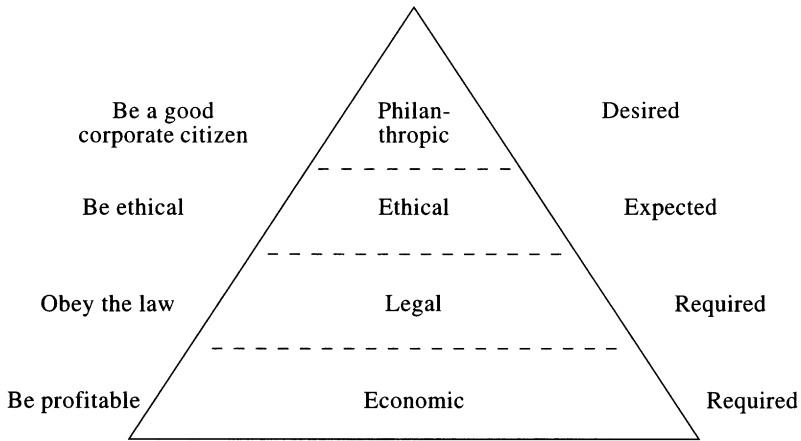 Be a good
corporate citizen
Philan-
thropic
Desired
Be ethical
Ethical
Expected
Obey the law
Legal
Required
Be profitable
Economic
Required